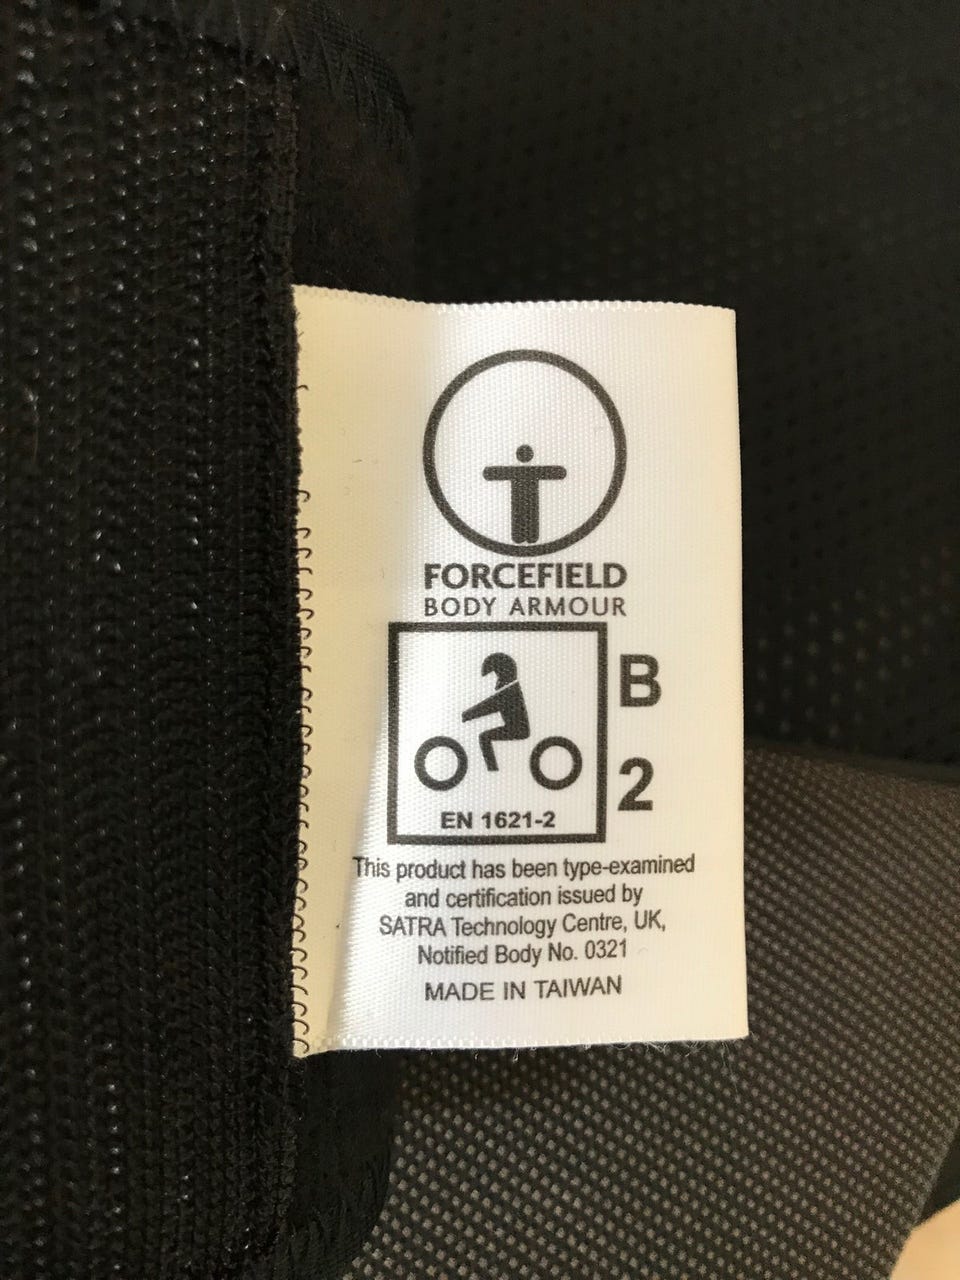 FORCEFIELD
BODY ARMOUR
B
2
EN 1621-2
This product has been type-examined
and certification issued by
SATRA Technology Centre, UK,
Notified Body No. 0321
MADE IN TAIWAN